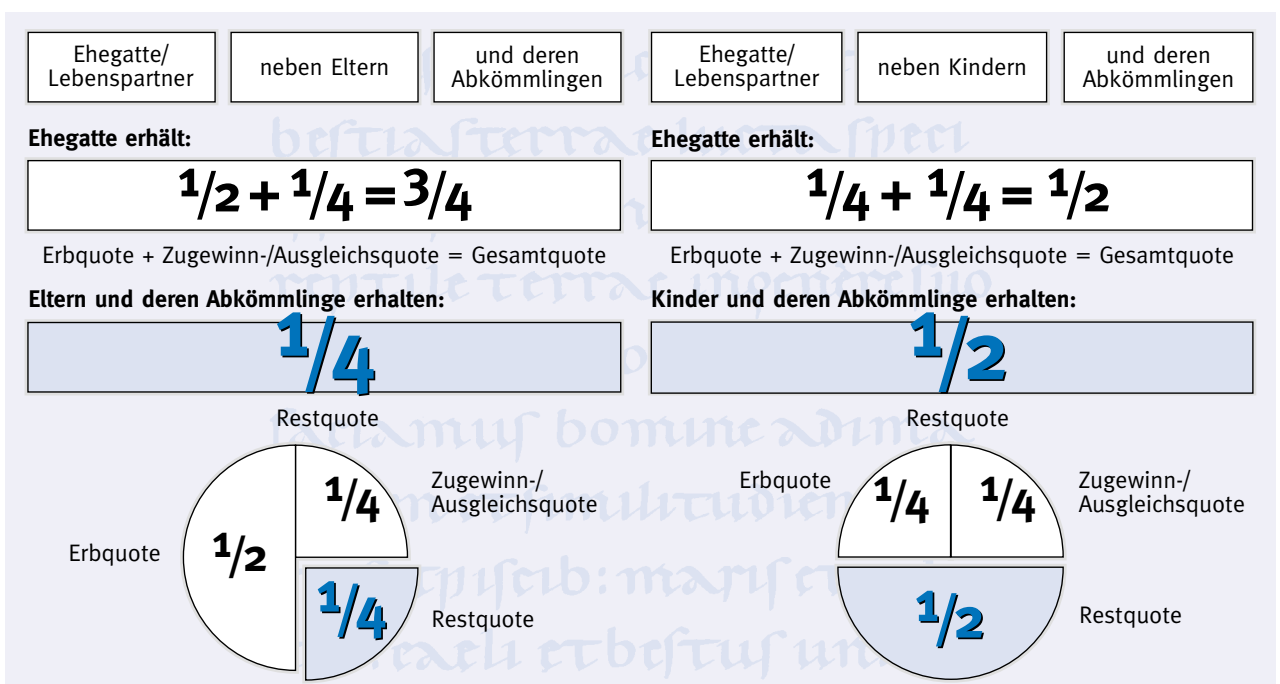 Ehegatte/
Lebenspartner
neben Eltern
und deren
Abkömmlingen
Ehegatte erhält:
1/2 + 1/4 = 3/4
Erbquote + Zugewinn-/Ausgleichsquote = Gesamtquote
Eltern und deren Abkömmlinge erhalten:
1/4
Restquote
Erbquote
1/2
1/4
Zugewinn-/
Ausgleichsquote
1/4
Restquote
Ehegatte/
Lebenspartner
neben Kindern
und deren
Abkömmlingen
Ehegatte erhält:
1/4 + 1/4 = 1/2
Erbquote + Zugewinn-/Ausgleichsquote = Gesamtquote
Kinder und deren Abkömmlinge erhalten:
1/2
Restquote
Erbquote
1/4
1/4
Zugewinn-/
Ausgleichsquote
1/2
Restquote